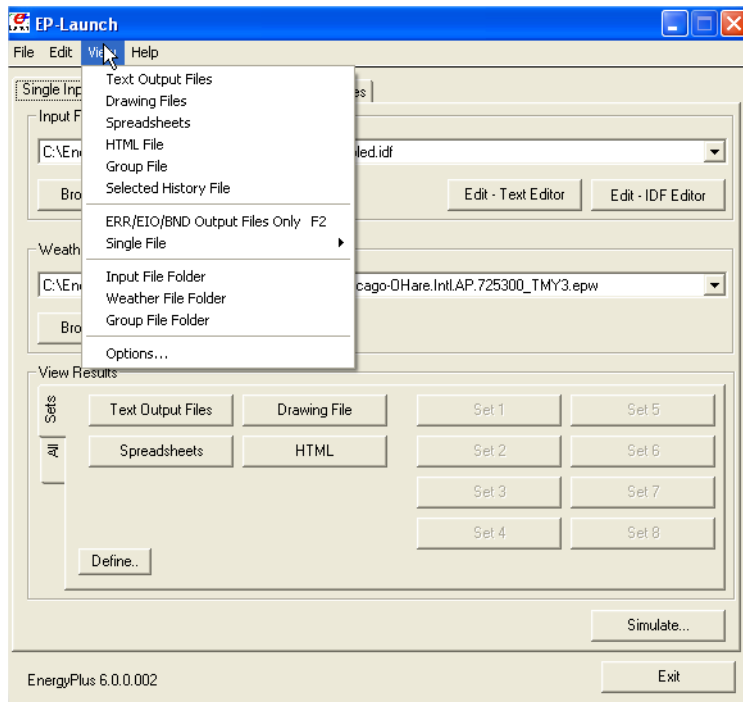 EP-Launch
File Edit View Help
Single Inp es
Input F
Text Output Files
Drawing Files
Spreadsheets
HTML File
Group File
Selected History File
ERR/EIO/BND Output Files Only F2
Single File
Input File Folder
Weather File Folder
Group File Folder
Options...
C:\Ene led.idf
Bro Edit - Text Editor Edit - IDF Editor
Weath
C:\En cago-OHare.Intl.AP.725300_TMY3.epw
Bro
View Results
Sets
All
Text Output Files Drawing File Set 1 Set 5
Spreadsheets HTML Set 2 Set 6
Set 3 Set 7
Set 4 Set 8
Define..
Simulate...
EnergyPlus 6.0.0.002 Exit